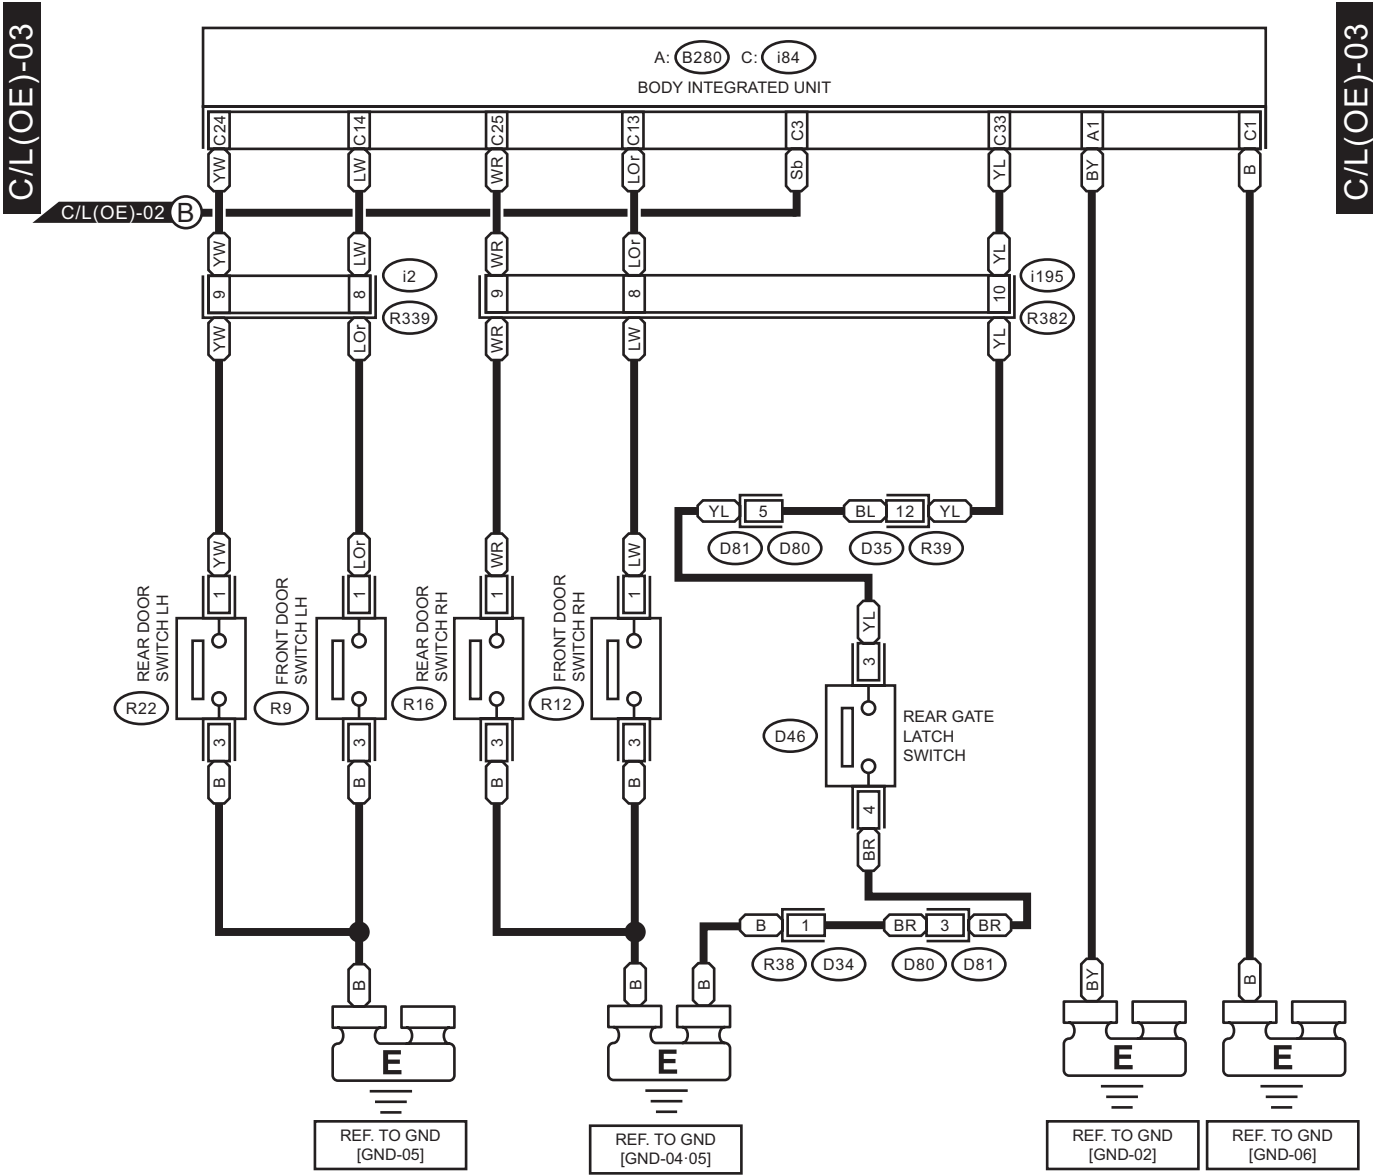 C/L(OE)-03
C/L(OE)-03
A: B280 C: i84
BODY INTEGRATED UNIT
C24 C14 C25 C13 C3 C33 A1 C1
YW LW WR LOr Sb YL BY B
C/L(OE)-02 B
YW LW WR LOr YL
i2
i195
9 8 9 8 10
R339
R382
YW LOr WR LW YL
YL 5 BL 12 YL
D81 D80 D35 R39
YW LOr WR LW
1 1 1 1
REAR DOOR
SWITCH LH
FRONT DOOR
SWITCH LH
REAR DOOR
SWITCH RH
FRONT DOOR
SWITCH RH
YL
3
R22 R9 R16 R12
D46
REAR GATE
LATCH
SWITCH
3 3 3 3
B B B B
4
BR
B 1 BR 3 BR
R38 D34 D80 D81
B B B BY B
E E E E
REF. TO GND
[GND-05]
REF. TO GND
[GND-04·05]
REF. TO GND
[GND-02]
REF. TO GND
[GND-06]